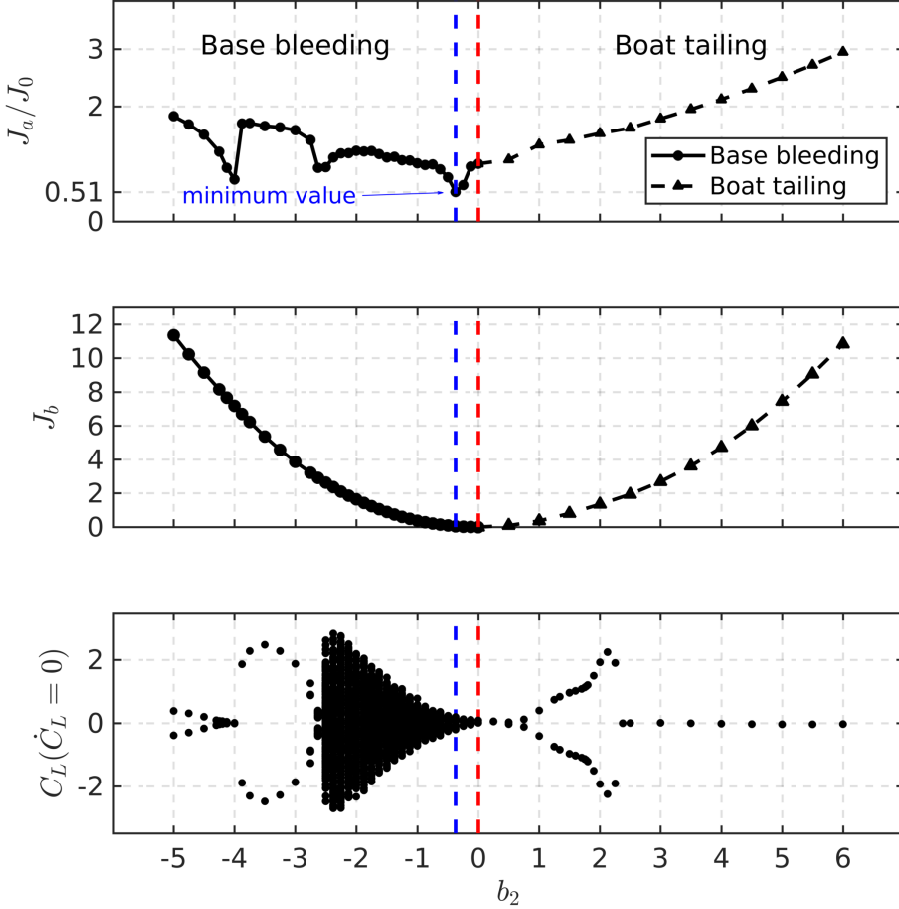 Base bleeding
Boat tailing
3
2
0.51
0
J_a/J_0
minimum value
Base bleeding
Boat tailing
12
10
8
6
4
2
0
J_b
2
0
-2
C_L(Ċ_L = 0)
-5 -4 -3 -2 -1 0 1 2 3 4 5 6
b_2